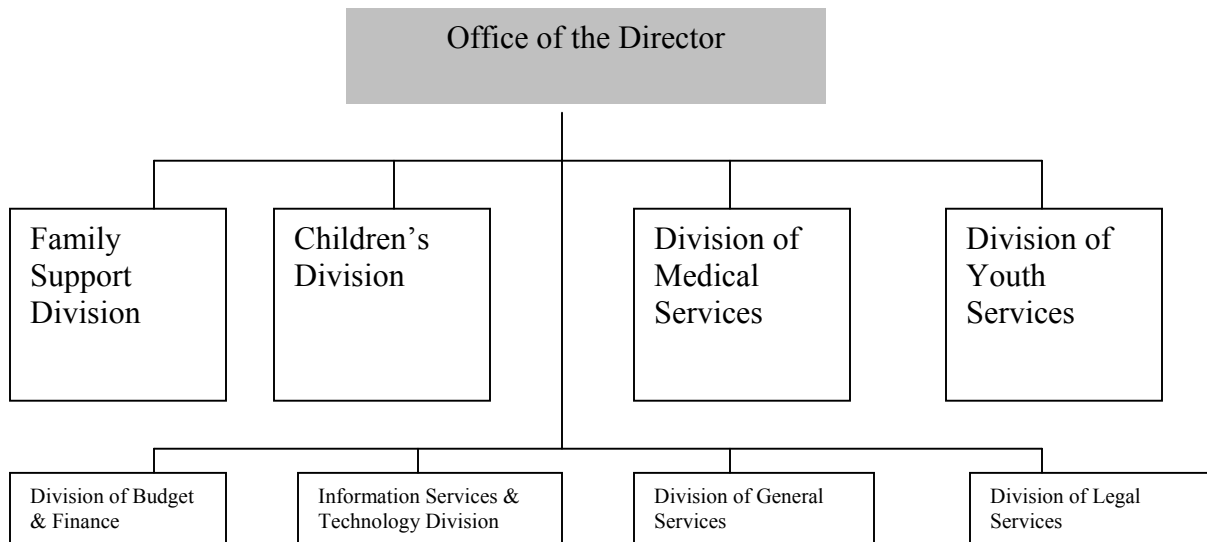 Office of the Director
Family
Support
Division
Children’s
Division
Division of
Medical
Services
Division of
Youth
Services
Division of Budget
& Finance
Information Services &
Technology Division
Division of General
Services
Division of Legal
Services